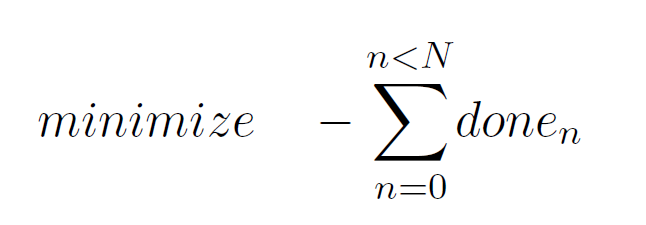 minimize − ∑_{n=0}^{n<N} done_n